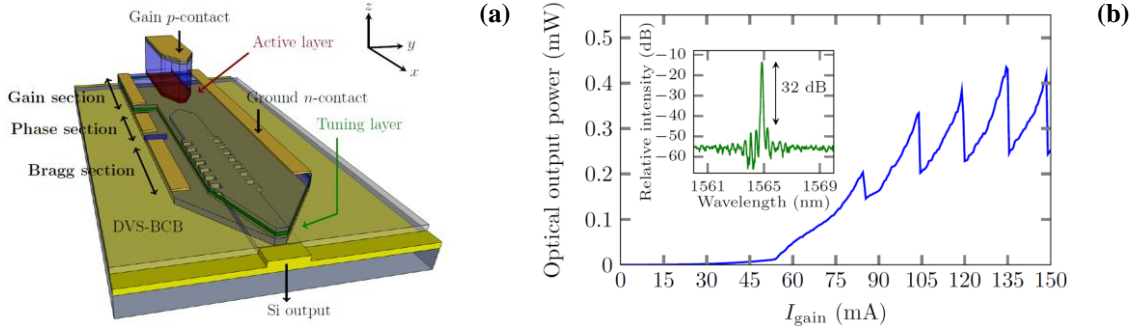 (a)
z
y
x
Gain p-contact
Active layer
Gain section
Ground n-contact
Phase section
Tuning layer
Bragg section
DVS-BCB
Si output
(b)
Optical output power (mW)
0.5
0.4
0.3
0.2
0.1
0
0 15 30 45 60 75 90 105 120 135 150
I gain (mA)
Relative intensity (dB)
−10
−20
−30
−40
−50
−60
32 dB
1561 1565 1569
Wavelength (nm)